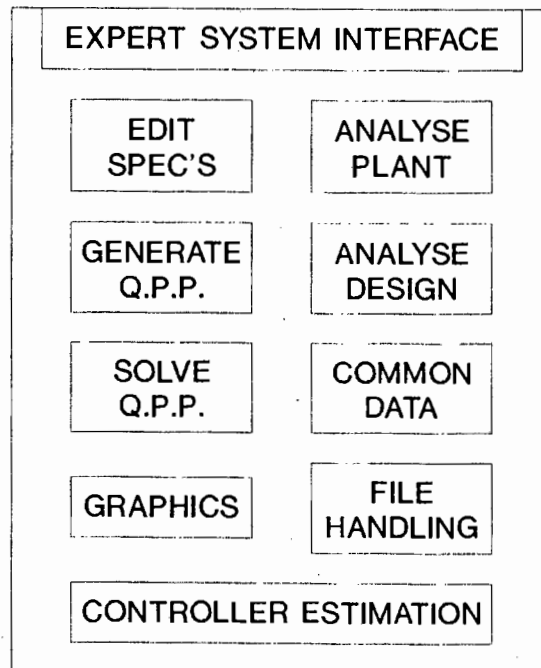 EXPERT SYSTEM INTERFACE
EDIT
SPEC'S
ANALYSE
PLANT
GENERATE
Q.P.P.
ANALYSE
DESIGN
SOLVE
Q.P.P.
COMMON
DATA
GRAPHICS
FILE
HANDLING
CONTROLLER ESTIMATION